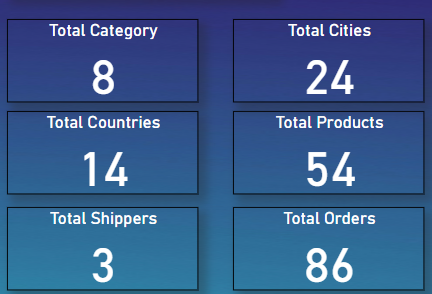 Total Category
8
Total Cities
24
Total Countries
14
Total Products
54
Total Shippers
3
Total Orders
86